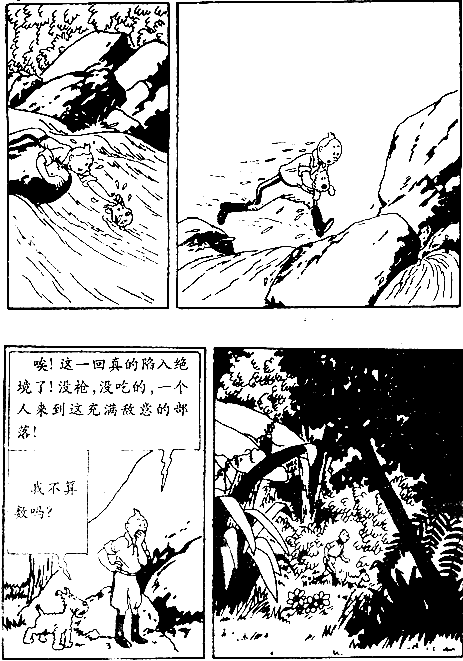 唉!这一回真的陷入绝
境了!没枪,没吃的,一个
人来到这充满敌意的部
落!
我不算
数吗?